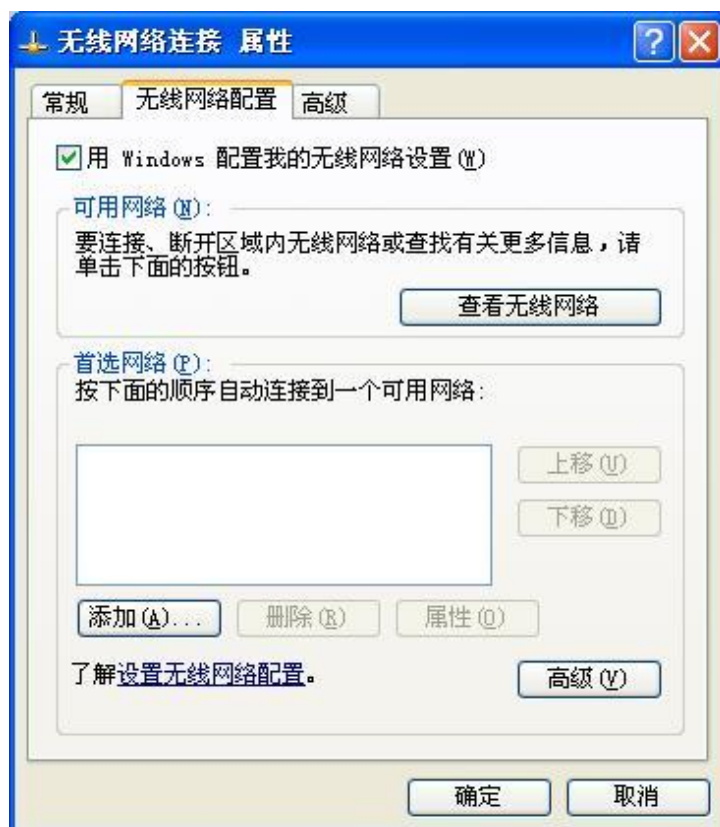 无线网络连接 属性
常规 无线网络配置 高级
用 Windows 配置我的无线网络设置(W)
可用网络(N):
要连接、断开区域内无线网络或查找有关更多信息，请
单击下面的按钮。
查看无线网络
首选网络(P):
按下面的顺序自动连接到一个可用网络:
上移(U)
下移(D)
添加(A)... 删除(R) 属性(O)
了解设置无线网络配置。
高级(V)
确定 取消